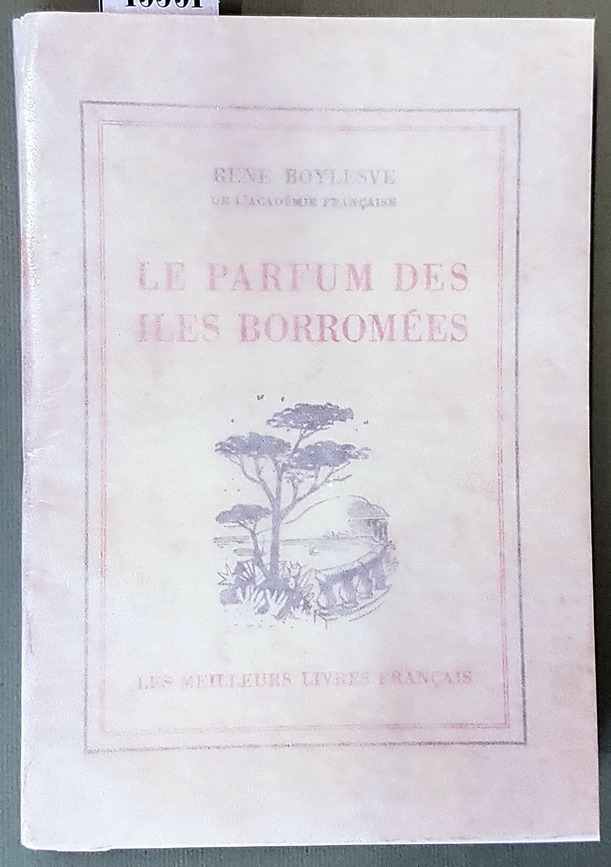 RENÉ BOYLESVE
DE L'ACADÉMIE FRANÇAISE
LE PARFUM DES
ILES BORROMÉES
LES MEILLEURS LIVRES FRANÇAIS